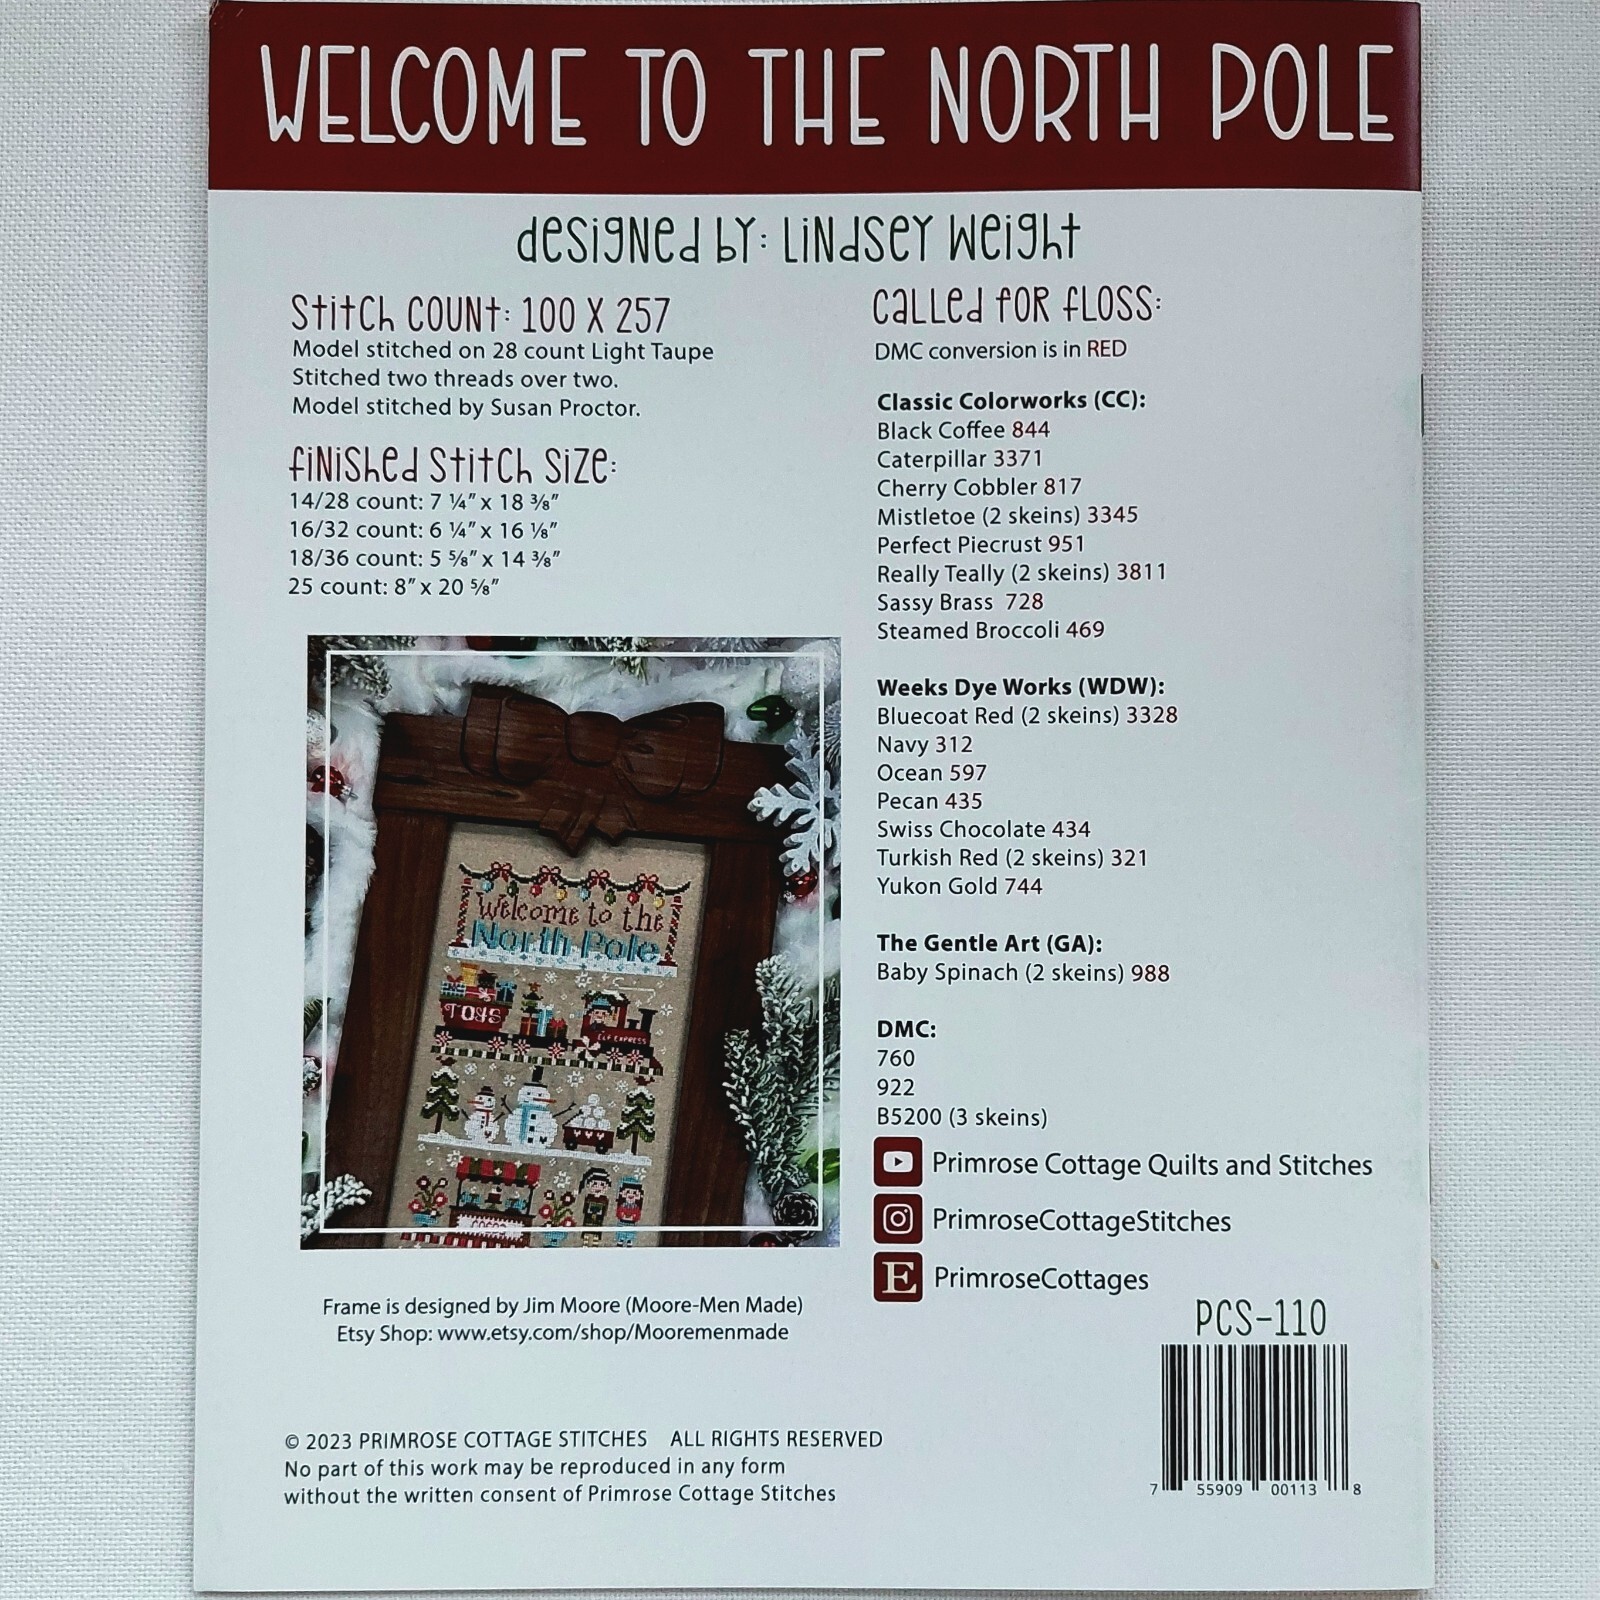 WELCOME TO THE NORTH POLE
designed by: Lindsey Weight
Stitch Count: 100 X 257
Model stitched on 28 count Light Taupe
Stitched two threads over two.
Model stitched by Susan Proctor.
Finished Stitch Size:
14/28 count: 7 ¼” x 18 ⅜”
16/32 count: 6 ¼” x 16 ⅛”
18/36 count: 5 ⅝” x 14 ⅜”
25 count: 8” x 20 ⅝”
Welcome to the
North Pole
TOYS
ELF EXPRESS
COCOA
Frame is designed by Jim Moore (Moore-Men Made)
Etsy Shop: www.etsy.com/shop/Mooremenmade
© 2023 PRIMROSE COTTAGE STITCHES ALL RIGHTS RESERVED
No part of this work may be reproduced in any form
without the written consent of Primrose Cottage Stitches
Called for Floss:
DMC conversion is in RED
Classic Colorworks (CC):
Black Coffee 844
Caterpillar 3371
Cherry Cobbler 817
Mistletoe (2 skeins) 3345
Perfect Piecrust 951
Really Teally (2 skeins) 3811
Sassy Brass 728
Steamed Broccoli 469
Weeks Dye Works (WDW):
Bluecoat Red (2 skeins) 3328
Navy 312
Ocean 597
Pecan 435
Swiss Chocolate 434
Turkish Red (2 skeins) 321
Yukon Gold 744
The Gentle Art (GA):
Baby Spinach (2 skeins) 988
DMC:
760
922
B5200 (3 skeins)
Primrose Cottage Quilts and Stitches
PrimroseCottageStitches
E PrimroseCottages
PCS-110
7 55909 00113 8